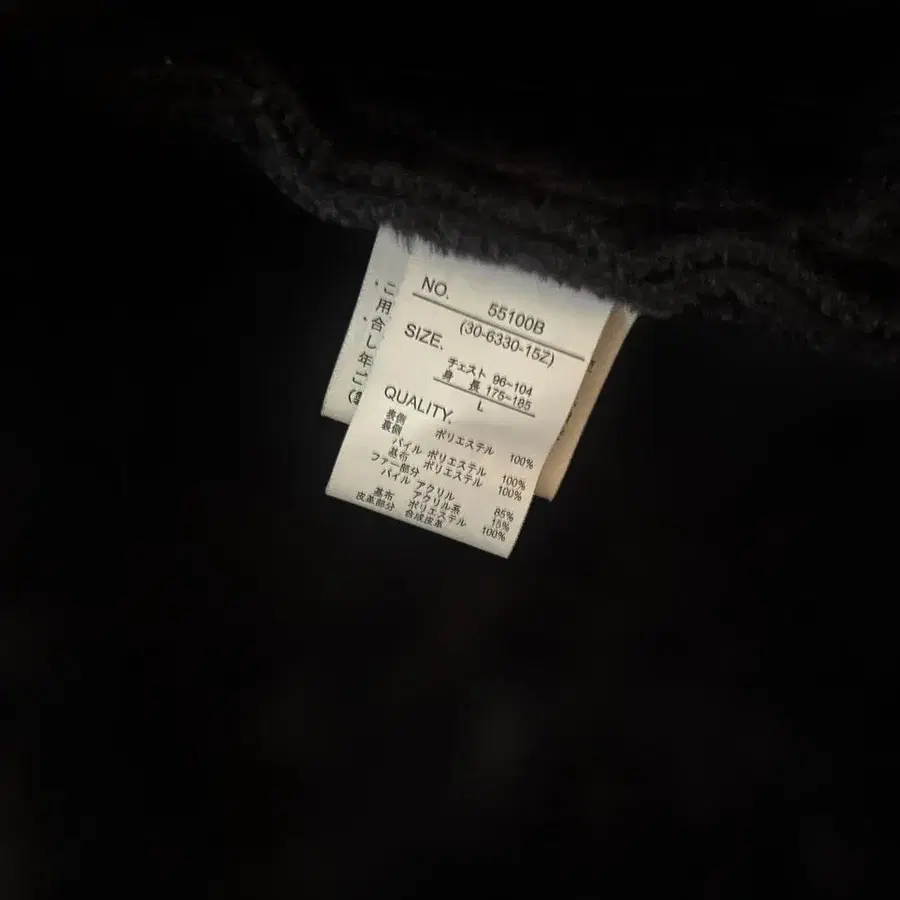 NO. 55100B
(30-6330-15Z)
SIZE.
チェスト 96~104
身 長 175~185
L
QUALITY.
表側 ポリエステル 100%
裏側
パイル ポリエステル 100%
基布 ポリエステル 100%
ファー部分
パイル アクリル
アクリル系 85%
基布 ポリエステル 15%
皮革部分 合成皮革 100%
・ご用合し年ご